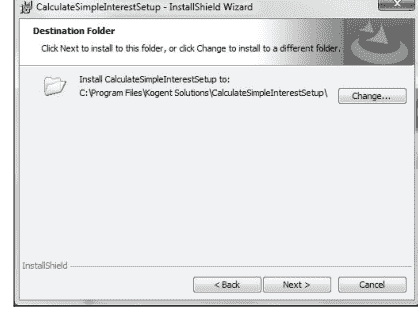 CalculateSimpleInterestSetup - InstallShield Wizard
Destination Folder
Click Next to install to this folder, or click Change to install to a different folder.
Install CalculateSimpleInterestSetup to:
C:\Program Files\Kogent Solutions\CalculateSimpleInterestSetup\
Change...
InstallShield
< Back
Next >
Cancel